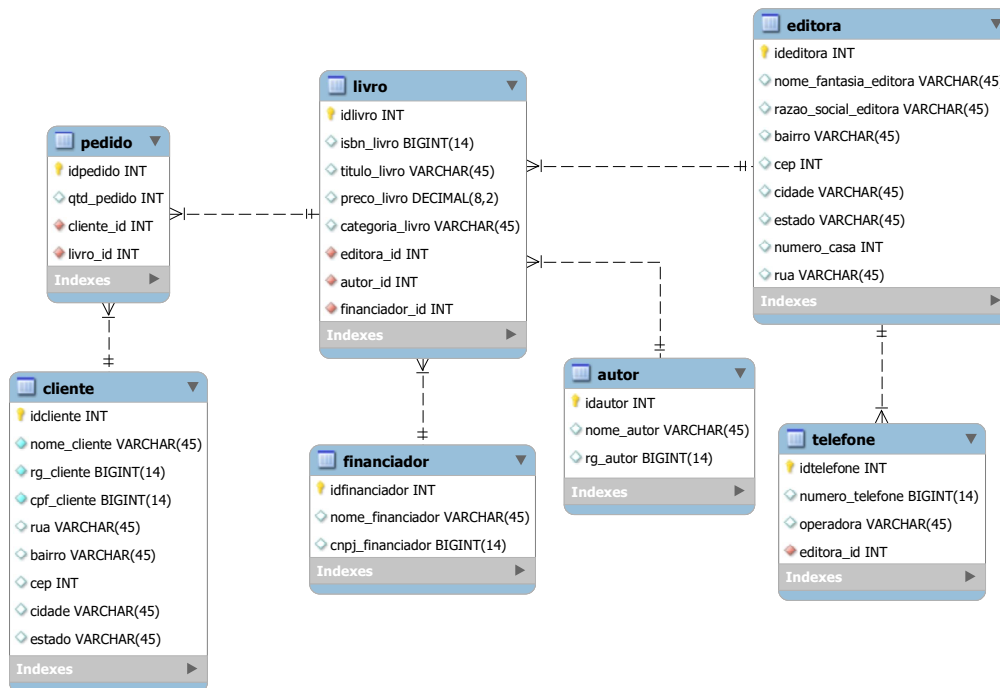 pedido
idpedido INT
qtd_pedido INT
cliente_id INT
livro_id INT
Indexes
cliente
idcliente INT
nome_cliente VARCHAR(45)
rg_cliente BIGINT(14)
cpf_cliente BIGINT(14)
rua VARCHAR(45)
bairro VARCHAR(45)
cep INT
cidade VARCHAR(45)
estado VARCHAR(45)
Indexes
livro
idlivro INT
isbn_livro BIGINT(14)
titulo_livro VARCHAR(45)
preco_livro DECIMAL(8,2)
categoria_livro VARCHAR(45)
editora_id INT
autor_id INT
financiador_id INT
Indexes
financiador
idfinanciador INT
nome_financiador VARCHAR(45)
cnpj_financiador BIGINT(14)
Indexes
autor
idautor INT
nome_autor VARCHAR(45)
rg_autor BIGINT(14)
Indexes
editora
ideditora INT
nome_fantasia_editora VARCHAR(45)
razao_social_editora VARCHAR(45)
bairro VARCHAR(45)
cep INT
cidade VARCHAR(45)
estado VARCHAR(45)
numero_casa INT
rua VARCHAR(45)
Indexes
telefone
idtelefone INT
numero_telefone BIGINT(14)
operadora VARCHAR(45)
editora_id INT
Indexes